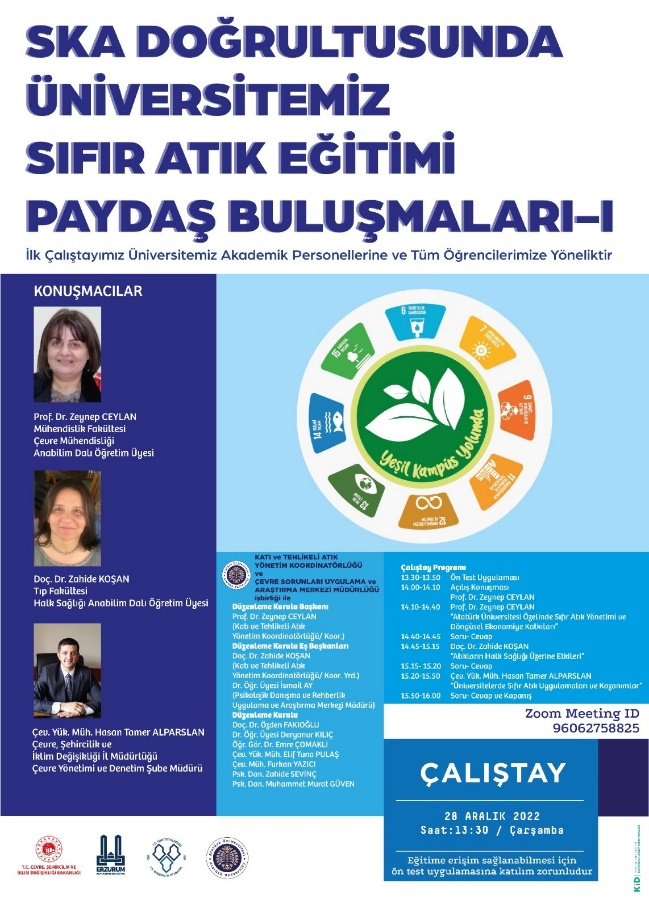 SKA DOĞRULTUSUNDA
ÜNİVERSİTEMİZ
SIFIR ATIK EĞİTİMİ
PAYDAŞ BULUŞMALARI-I
İlk Çalıştayımız Üniversitemiz Akademik Personellerine ve Tüm Öğrencilerimize Yöneliktir
KONUŞMACILAR
Prof. Dr. Zeynep CEYLAN
Mühendislik Fakültesi
Çevre Mühendisliği
Anabilim Dalı Öğretim Üyesi
Doç. Dr. Zahide KOŞAN
Tıp Fakültesi
Halk Sağlığı Anabilim Dalı Öğretim Üyesi
Çev. Yük. Müh. Hasan Tamer ALPARSLAN
Çevre, Şehircilik ve
İklim Değişikliği İl Müdürlüğü
Çevre Yönetimi ve Denetim Şube Müdürü
6
7
9
11
12
13
14
15
Yeşil Kampüs Yolunda
KATI ve TEHLİKELİ ATIK
YÖNETİM KOORDİNATÖRLÜĞÜ
ve
ÇEVRE SORUNLARI UYGULAMA ve
ARAŞTIRMA MERKEZİ MÜDÜRLÜĞÜ
işbirliği ile
Düzenleme Kurulu Başkanı
Prof. Dr. Zeynep CEYLAN
(Katı ve Tehlikeli Atık
Yönetim Koordinatörlüğü/ Koor.)
Düzenleme Kurulu Eş Başkanları
Doç. Dr. Zahide KOŞAN
(Katı ve Tehlikeli Atık
Yönetim Koordinatörlüğü/ Koor. Yrd.)
Dr. Öğr. Üyesi İsmail AY
(Psikolojik Danışma ve Rehberlik
Uygulama ve Araştırma Merkezi Müdürü)
Düzenleme Kurulu
Doç. Dr. Özden FAKIOĞLU
Dr. Öğr. Üyesi Deryanur KILIÇ
Öğr. Gör. Dr. Emre ÇOMAKLI
Çev. Yük. Müh. Elif Tuna PULAŞ
Çev. Müh. Furkan YAZICI
Psk. Dan. Zahide SEVİNÇ
Psk. Dan. Muhammet Murat GÜVEN
Çalıştay Programı
13.30-13.50 Ön Test Uygulaması
14.00-14.10 Açılış Konuşması
Prof. Dr. Zeynep CEYLAN
14.10-14.40 Prof. Dr. Zeynep CEYLAN
"Atatürk Üniversitesi Özelinde Sıfır Atık Yönetimi ve
Döngüsel Ekonomiye Katkıları"
14.40-14.45 Soru- Cevap
14.45-15.15 Doç. Dr. Zahide KOŞAN
"Atıkların Halk Sağlığı Üzerine Etkileri"
15.15- 15.20 Soru- Cevap
15.20-15.50 Çev. Yük. Müh. Hasan Tamer ALPARSLAN
"Üniversitelerde Sıfır Atık Uygulamaları ve Kazanımlar"
15.50-16.00 Soru- Cevap ve Kapanış
Zoom Meeting ID
96062758825
ÇALIŞTAY
28 ARALIK 2022
Saat:13:30 / Çarşamba
Eğitime erişim sağlanabilmesi için
ön test uygulamasına katılım zorunludur
T.C. ÇEVRE, ŞEHİRCİLİK VE
İKLİM DEĞİŞİKLİĞİ BAKANLIĞI
ERZURUM
KİD